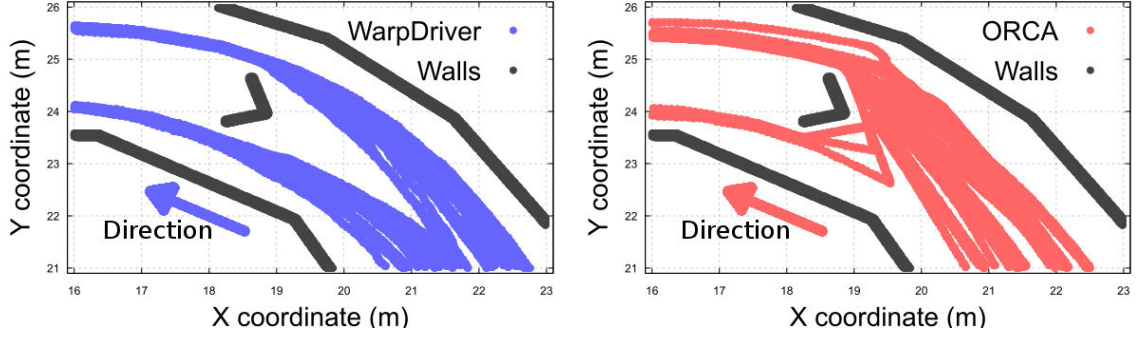 26
25
24
23
22
21
Y coordinate (m)
WarpDriver
Walls
Direction
16 17 18 19 20 21 22 23
X coordinate (m)
26
25
24
23
22
21
Y coordinate (m)
ORCA
Walls
Direction
16 17 18 19 20 21 22 23
X coordinate (m)